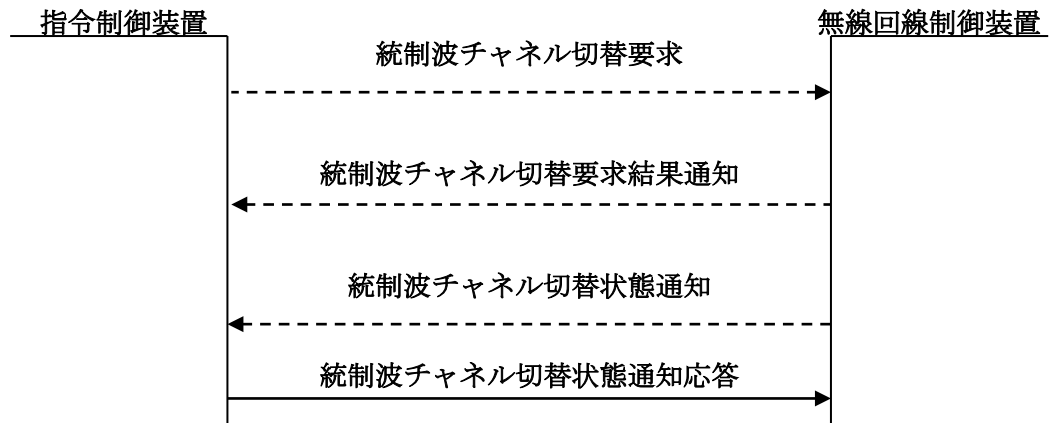 指令制御装置
無線回線制御装置
統制波チャネル切替要求
統制波チャネル切替要求結果通知
統制波チャネル切替状態通知
統制波チャネル切替状態通知応答